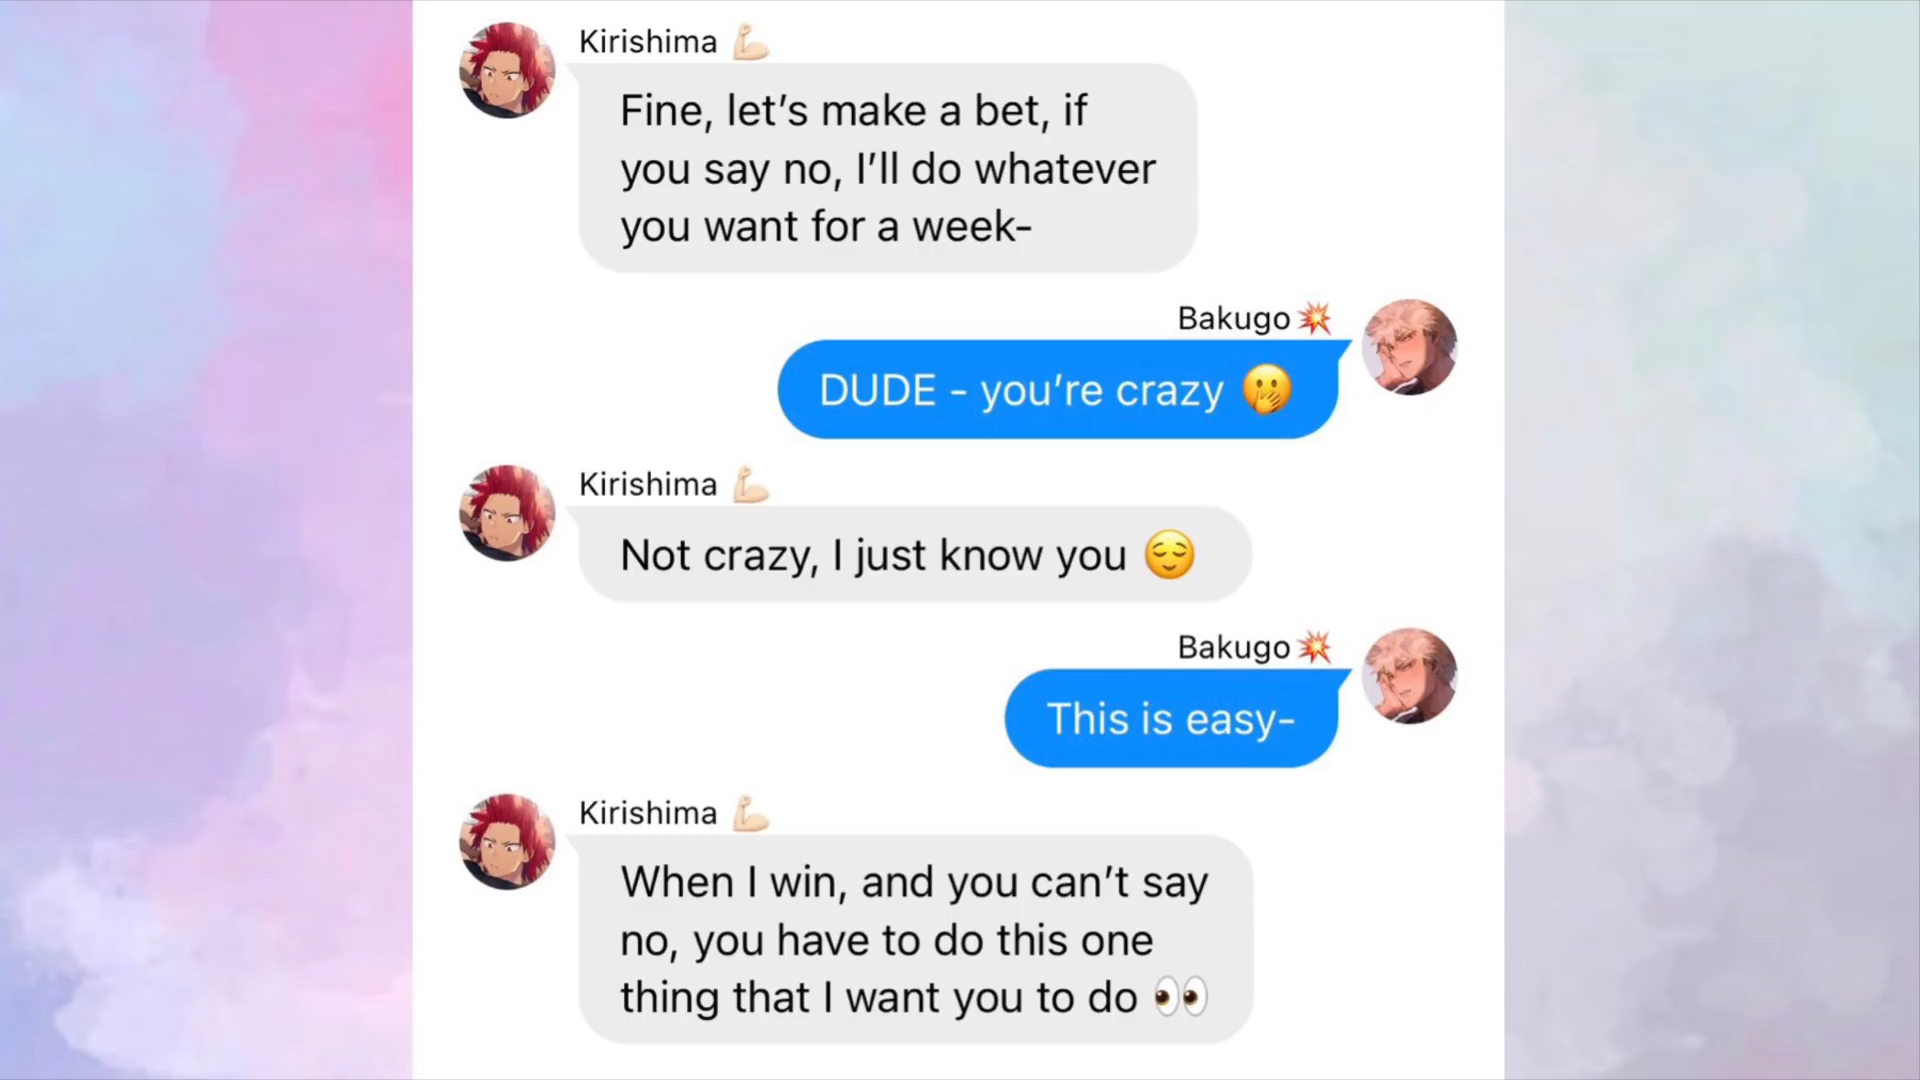 Kirishima 💪🏻
Fine, let’s make a bet, if
you say no, I’ll do whatever
you want for a week-
Bakugo💥
DUDE - you’re crazy 🤭
Kirishima 💪🏻
Not crazy, I just know you 😌
Bakugo💥
This is easy-
Kirishima 💪🏻
When I win, and you can’t say
no, you have to do this one
thing that I want you to do 👀